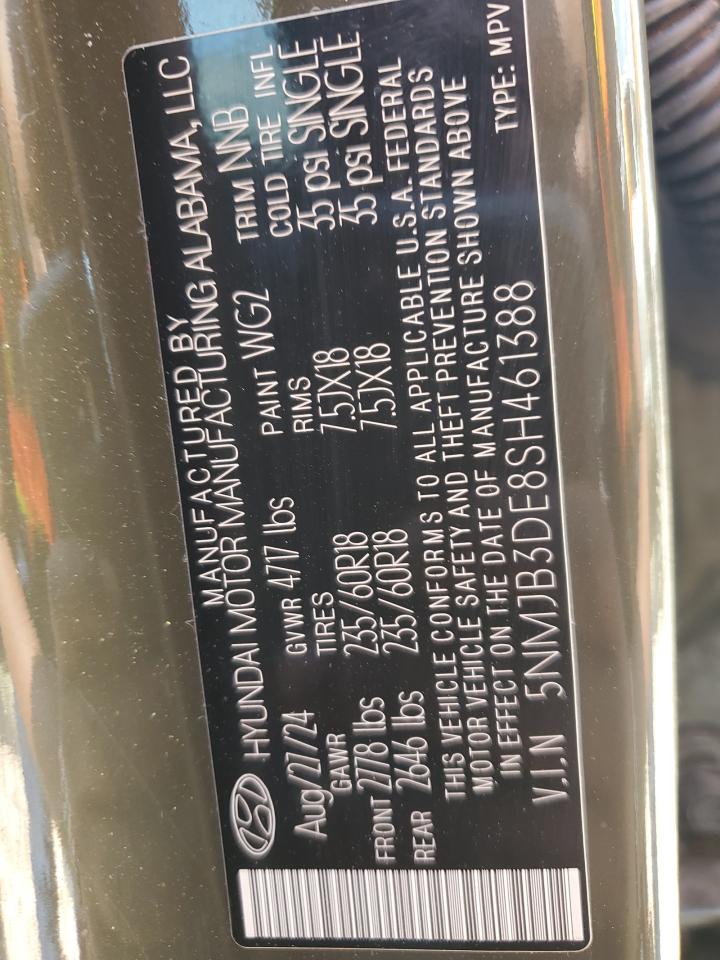 MANUFACTURED BY
HYUNDAI MOTOR MANUFACTURING ALABAMA, LLC
Aug/27/24 GVWR 4717 lbs PAINT WG2 TRIM NNB
GAWR TIRES RIMS COLD TIRE INFL
FRONT 2778 lbs 235/60R18 7.5JX18 35 psi SINGLE
REAR 2646 lbs 235/60R18 7.5JX18 35 psi SINGLE
THIS VEHICLE CONFORMS TO ALL APPLICABLE U.S.A. FEDERAL
MOTOR VEHICLE SAFETY AND THEFT PREVENTION STANDARDS
IN EFFECT ON THE DATE OF MANUFACTURE SHOWN ABOVE
V.I.N 5NMJB3DE8SH461388 TYPE: MPV